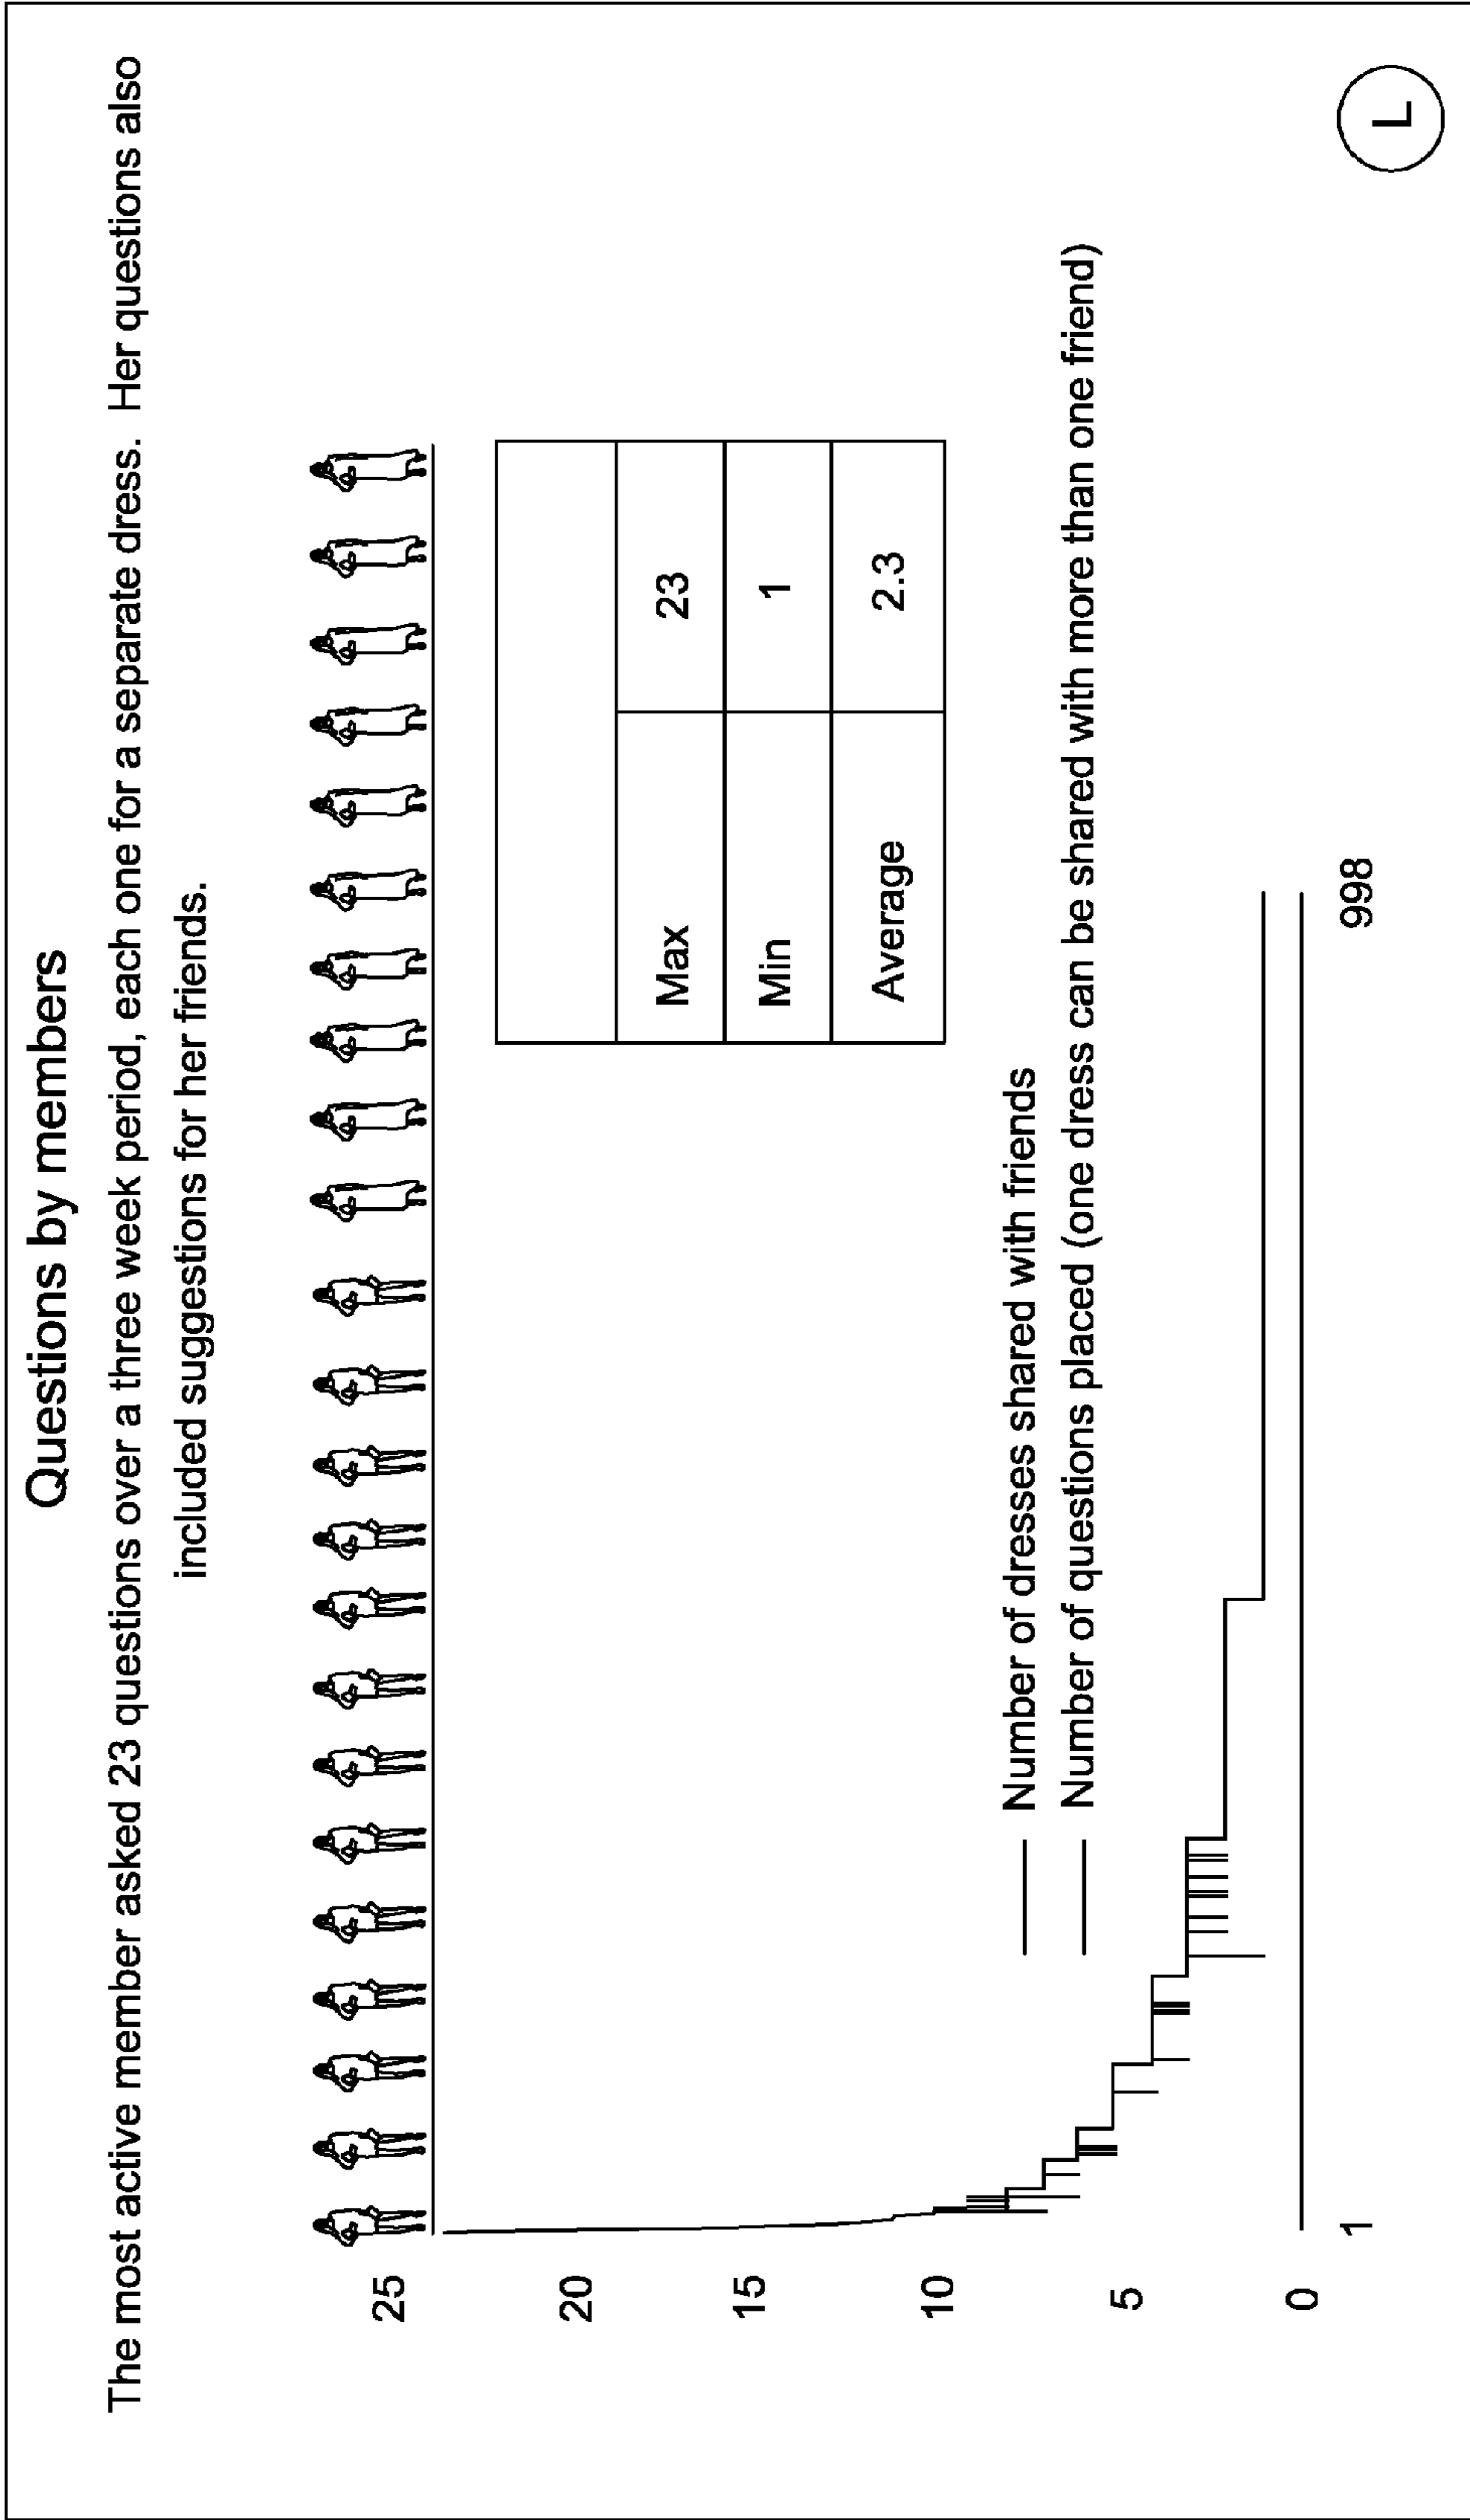 Questions by members
The most active member asked 23 questions over a three week period, each one for a separate dress. Her questions also
included suggestions for her friends.
Max 23
Min 1
Average 2.3
Number of dresses shared with friends
Number of questions placed (one dress can be shared with more than one friend)
25
20
15
10
5
0
1 998
L